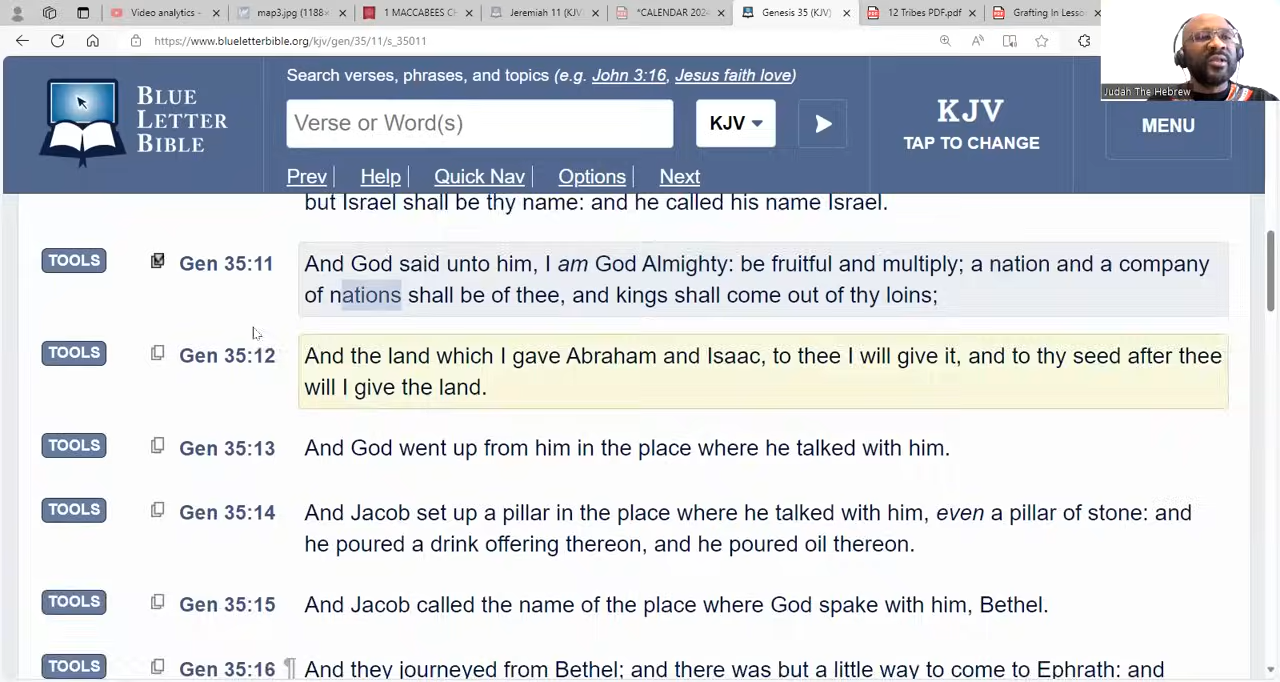 Video analytics -
map3.jpg (1188×
1 MACCABEES C
Jeremiah 11 (KJV
*CALENDAR 202
Genesis 35 (KJV)
12 Tribes PDF.pdf
Grafting In Lesso
https://www.blueletterbible.org/kjv/gen/35/11/s_35011
Judah The Hebrew
BLUE
LETTER
BIBLE
Search verses, phrases, and topics (e.g. John 3:16, Jesus faith love)
Verse or Word(s)
KJV
KJV
TAP TO CHANGE
MENU
Prev
Help
Quick Nav
Options
Next
but Israel shall be thy name: and he called his name Israel.
TOOLS Gen 35:11 And God said unto him, I am God Almighty: be fruitful and multiply; a nation and a company
of nations shall be of thee, and kings shall come out of thy loins;
TOOLS Gen 35:12 And the land which I gave Abraham and Isaac, to thee I will give it, and to thy seed after thee
will I give the land.
TOOLS Gen 35:13 And God went up from him in the place where he talked with him.
TOOLS Gen 35:14 And Jacob set up a pillar in the place where he talked with him, even a pillar of stone: and
he poured a drink offering thereon, and he poured oil thereon.
TOOLS Gen 35:15 And Jacob called the name of the place where God spake with him, Bethel.
TOOLS Gen 35:16 ¶ And they journeyed from Bethel; and there was but a little way to come to Ephrath: and